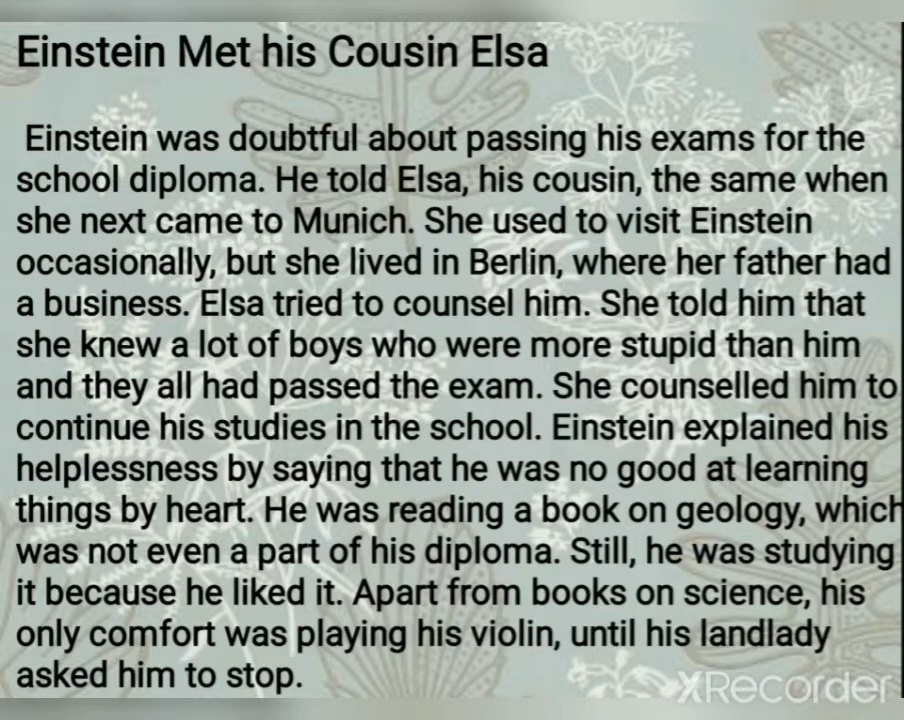 Einstein Met his Cousin Elsa
Einstein was doubtful about passing his exams for the
school diploma. He told Elsa, his cousin, the same when
she next came to Munich. She used to visit Einstein
occasionally, but she lived in Berlin, where her father had
a business. Elsa tried to counsel him. She told him that
she knew a lot of boys who were more stupid than him
and they all had passed the exam. She counselled him to
continue his studies in the school. Einstein explained his
helplessness by saying that he was no good at learning
things by heart. He was reading a book on geology, which
was not even a part of his diploma. Still, he was studying
it because he liked it. Apart from books on science, his
only comfort was playing his violin, until his landlady
asked him to stop.
XRecorder